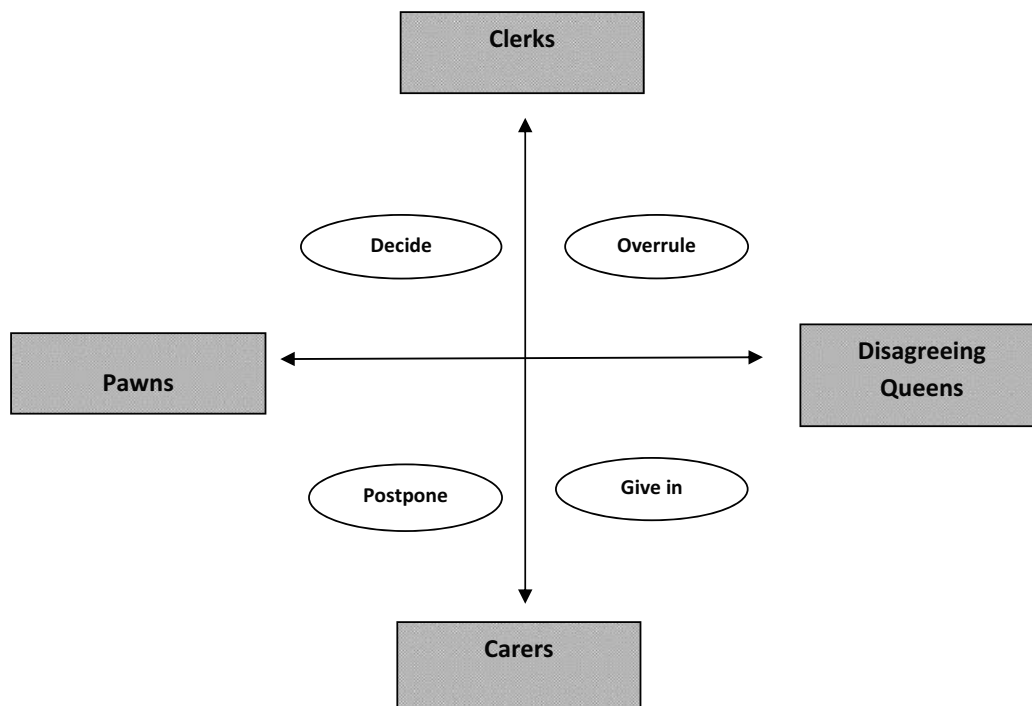 Clerks
Decide
Overrule
Pawns
Disagreeing
Queens
Postpone
Give in
Carers